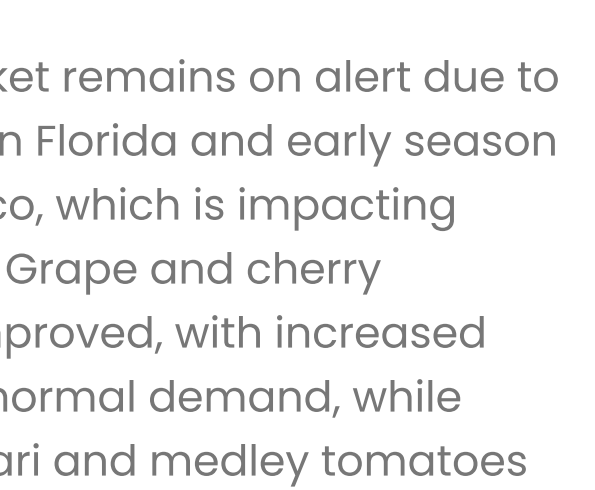 ket remains on alert due to
n Florida and early season
co, which is impacting
Grape and cherry
proved, with increased
normal demand, while
ari and medley tomatoes